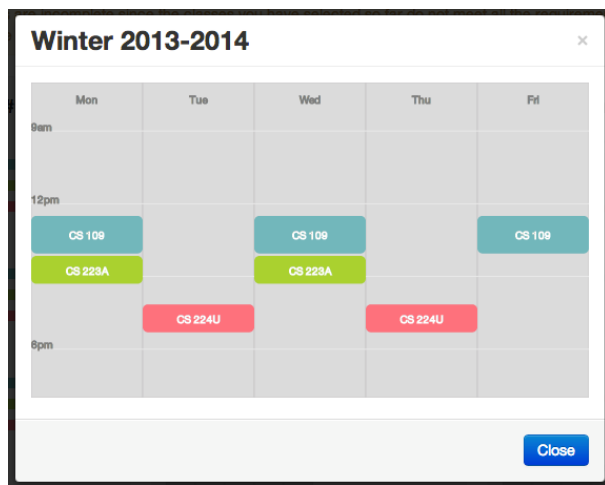 Winter 2013-2014
×
Mon Tue Wed Thu Fri
9am
12pm
CS 109 CS 109 CS 109
CS 223A CS 223A
CS 224U CS 224U
6pm
Close